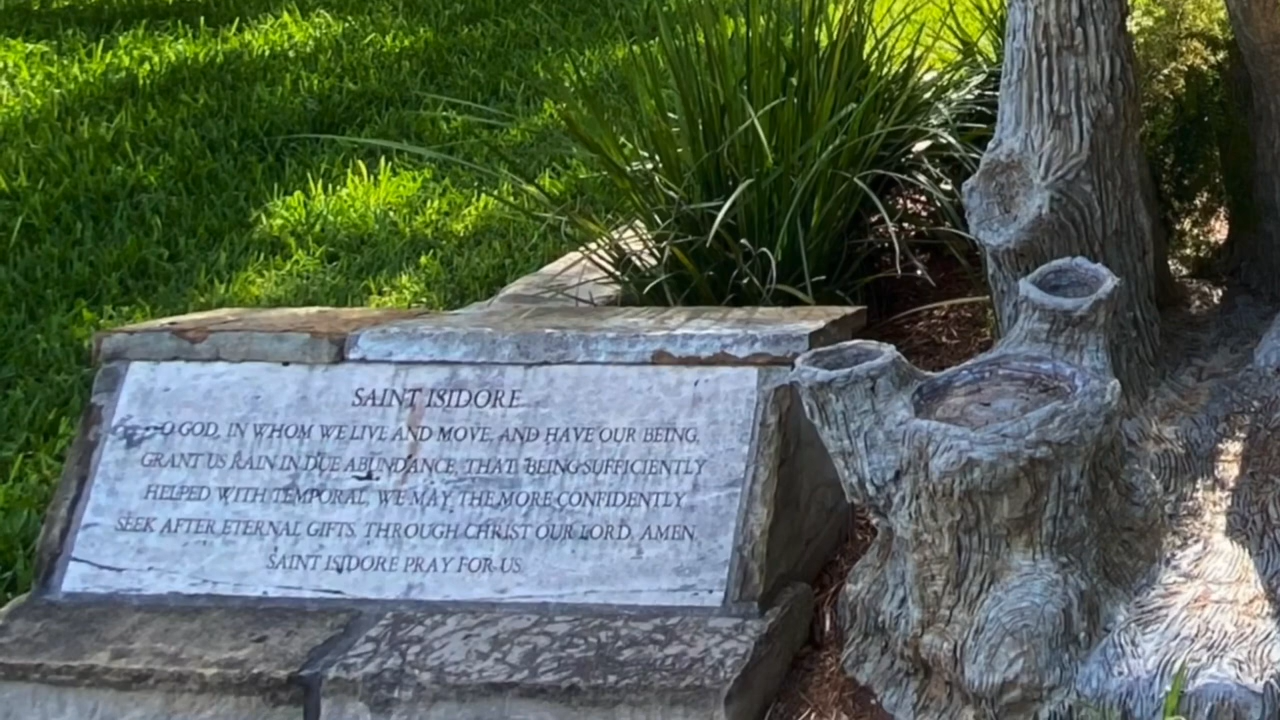 SAINT ISIDORE
O GOD, IN WHOM WE LIVE AND MOVE, AND HAVE OUR BEING,
GRANT US RAIN IN DUE ABUNDANCE, THAT, BEING SUFFICIENTLY
HELPED WITH TEMPORAL, WE MAY THE MORE CONFIDENTLY
SEEK AFTER ETERNAL GIFTS. THROUGH CHRIST OUR LORD, AMEN.
SAINT ISIDORE PRAY FOR US